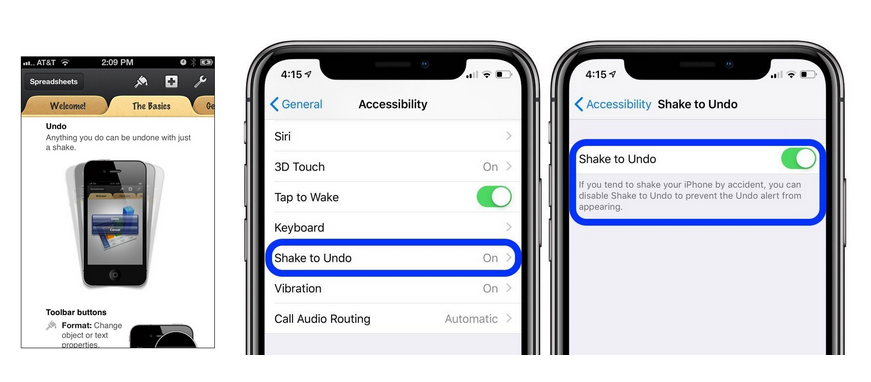 AT&T 2:09 PM
Spreadsheets
Welcome! The Basics Ge
Undo
Anything you do can be undone with just
a shake.
Toolbar buttons
Format: Change
object or text
properties.
4:15
General Accessibility
Siri
3D Touch On
Tap to Wake
Keyboard
Shake to Undo On
Vibration On
Call Audio Routing Automatic
4:15
Accessibility Shake to Undo
Shake to Undo
If you tend to shake your iPhone by accident, you can
disable Shake to Undo to prevent the Undo alert from
appearing.